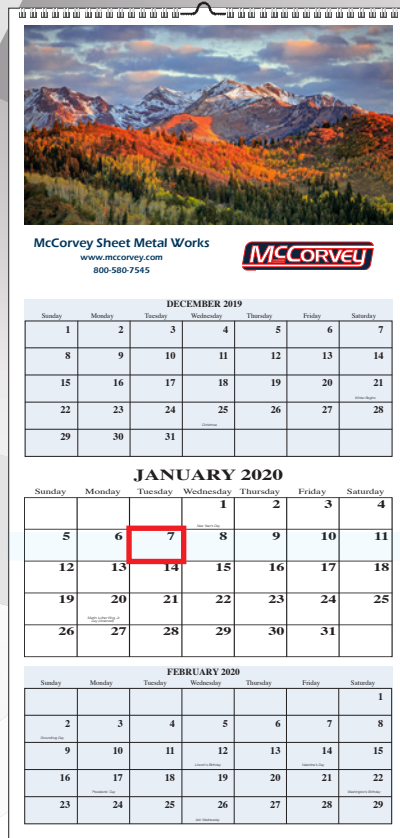 McCorvey Sheet Metal Works
www.mccorvey.com
800-580-7545
McCORVEY
DECEMBER 2019
Sunday Monday Tuesday Wednesday Thursday Friday Saturday
1 2 3 4 5 6 7
8 9 10 11 12 13 14
15 16 17 18 19 20 21
Winter Begins
22 23 24 25 26 27 28
Christmas
29 30 31
JANUARY 2020
Sunday Monday Tuesday Wednesday Thursday Friday Saturday
1 2 3 4
New Year's Day
5 6 7 8 9 10 11
12 13 14 15 16 17 18
19 20 21 22 23 24 25
Martin Luther King, Jr.
26 27 28 29 30 31
FEBRUARY 2020
Sunday Monday Tuesday Wednesday Thursday Friday Saturday
1
2 3 4 5 6 7 8
Groundhog Day
9 10 11 12 13 14 15
Lincoln's Birthday Valentine's Day
16 17 18 19 20 21 22
Presidents' Day Washington's Birthday
23 24 25 26 27 28 29
Ash Wednesday